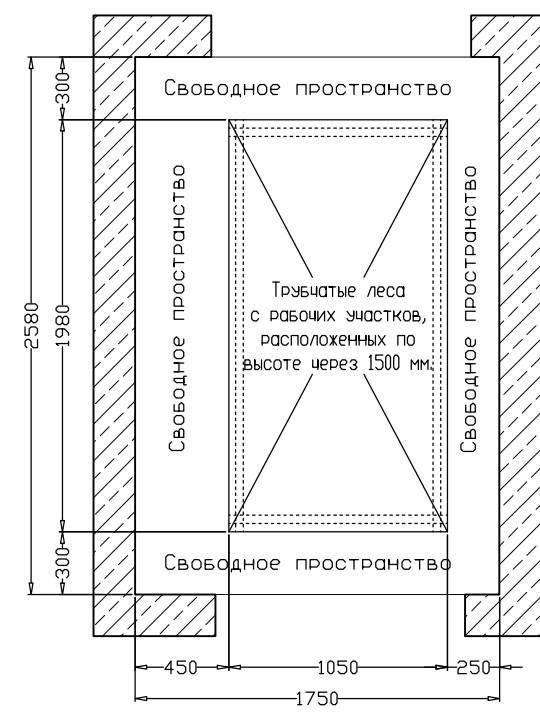 Свободное пространство
300
Свободное пространство
Свободное пространство
2580
1980
Трубчатые леса
с рабочих участков,
расположенных по
высоте через 1500 мм.
300
Свободное пространство
450
1050
250
1750